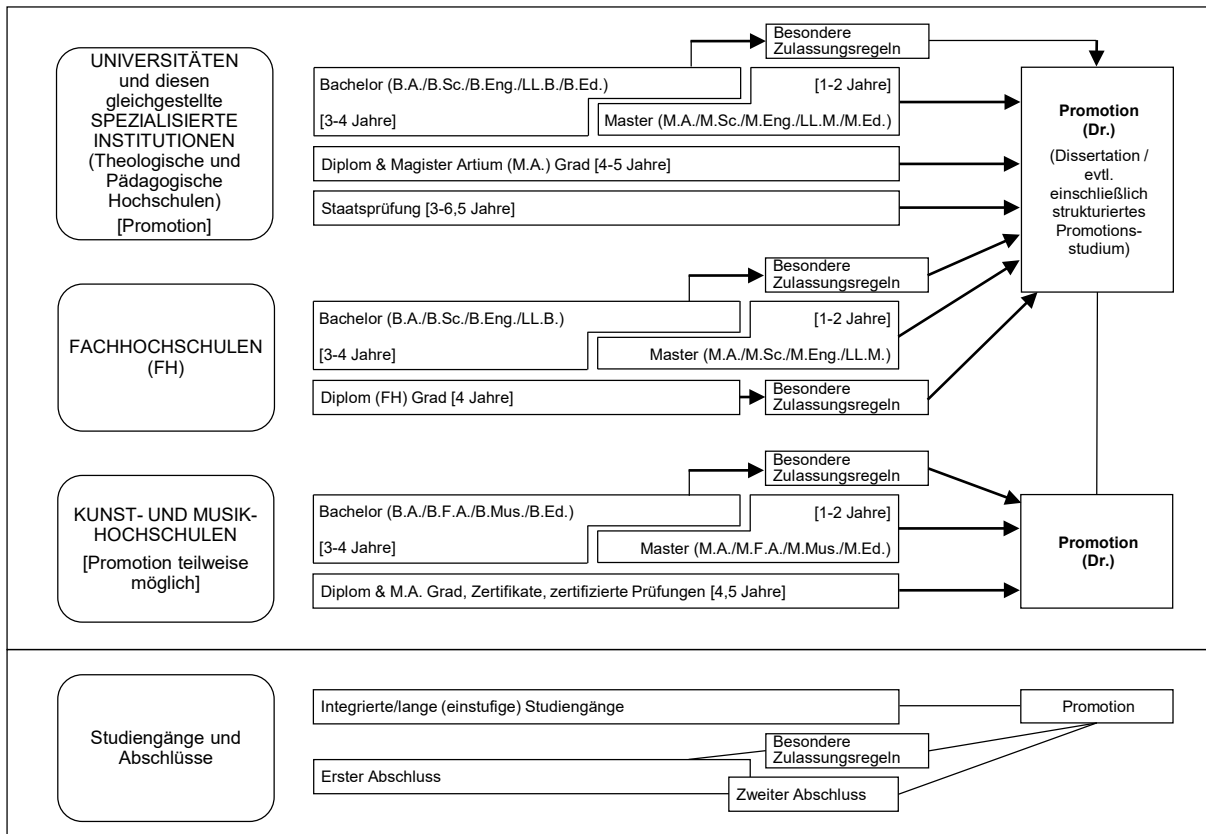 UNIVERSITÄTEN
und diesen
gleichgestellte
SPEZIALISIERTE
INSTITUTIONEN
(Theologische und
Pädagogische
Hochschulen)
[Promotion]
Besondere
Zulassungsregeln
Bachelor (B.A./B.Sc./B.Eng./LL.B./B.Ed.)
[3-4 Jahre]
[1-2 Jahre]
Master (M.A./M.Sc./M.Eng./LL.M./M.Ed.)
Diplom & Magister Artium (M.A.) Grad [4-5 Jahre]
Staatsprüfung [3-6,5 Jahre]
Promotion
(Dr.)
(Dissertation /
evtl.
einschließlich
strukturiertes
Promotions-
studium)
FACHHOCHSCHULEN
(FH)
Besondere
Zulassungsregeln
Bachelor (B.A./B.Sc./B.Eng./LL.B.)
[3-4 Jahre]
[1-2 Jahre]
Master (M.A./M.Sc./M.Eng./LL.M.)
Diplom (FH) Grad [4 Jahre]
Besondere
Zulassungsregeln
KUNST- UND MUSIK-
HOCHSCHULEN
[Promotion teilweise
möglich]
Besondere
Zulassungsregeln
Bachelor (B.A./B.F.A./B.Mus./B.Ed.)
[3-4 Jahre]
[1-2 Jahre]
Master (M.A./M.F.A./M.Mus./M.Ed.)
Diplom & M.A. Grad, Zertifikate, zertifizierte Prüfungen [4,5 Jahre]
Promotion
(Dr.)
Studiengänge und
Abschlüsse
Integrierte/lange (einstufige) Studiengänge
Promotion
Besondere
Zulassungsregeln
Erster Abschluss
Zweiter Abschluss